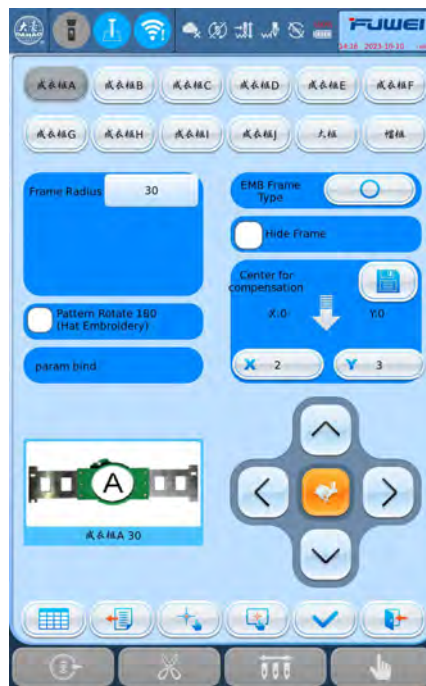 DAHAO
FUWEI
14:16 2023-10-10
成衣框A 成衣框B 成衣框C 成衣框D 成衣框E 成衣框F
成衣框G 成衣框H 成衣框I 成衣框J 大框 帽框
Frame Radius 30
EMB Frame
Type
Hide Frame
Center for
compensation
X:0 Y:0
Pattern Rotate 180
(Hat Embroidery)
param bind
X 2 Y 3
A
成衣框A 30